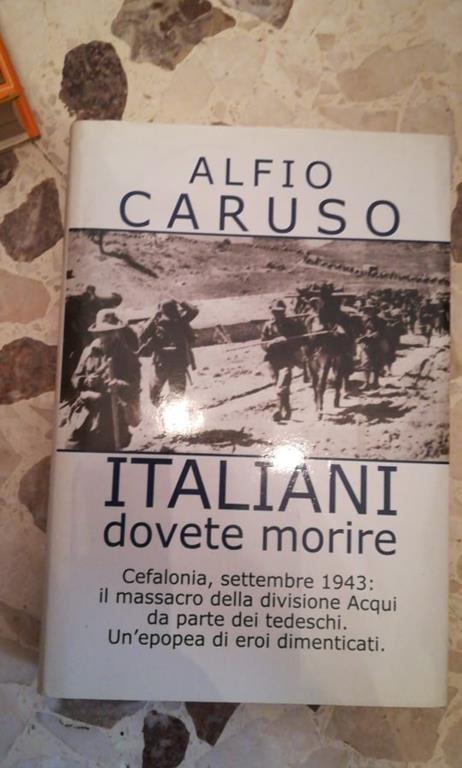 ALFIO
CARUSO
ITALIANI
dovete morire
Cefalonia, settembre 1943:
il massacro della divisione Acqui
da parte dei tedeschi.
Un'epopea di eroi dimenticati.